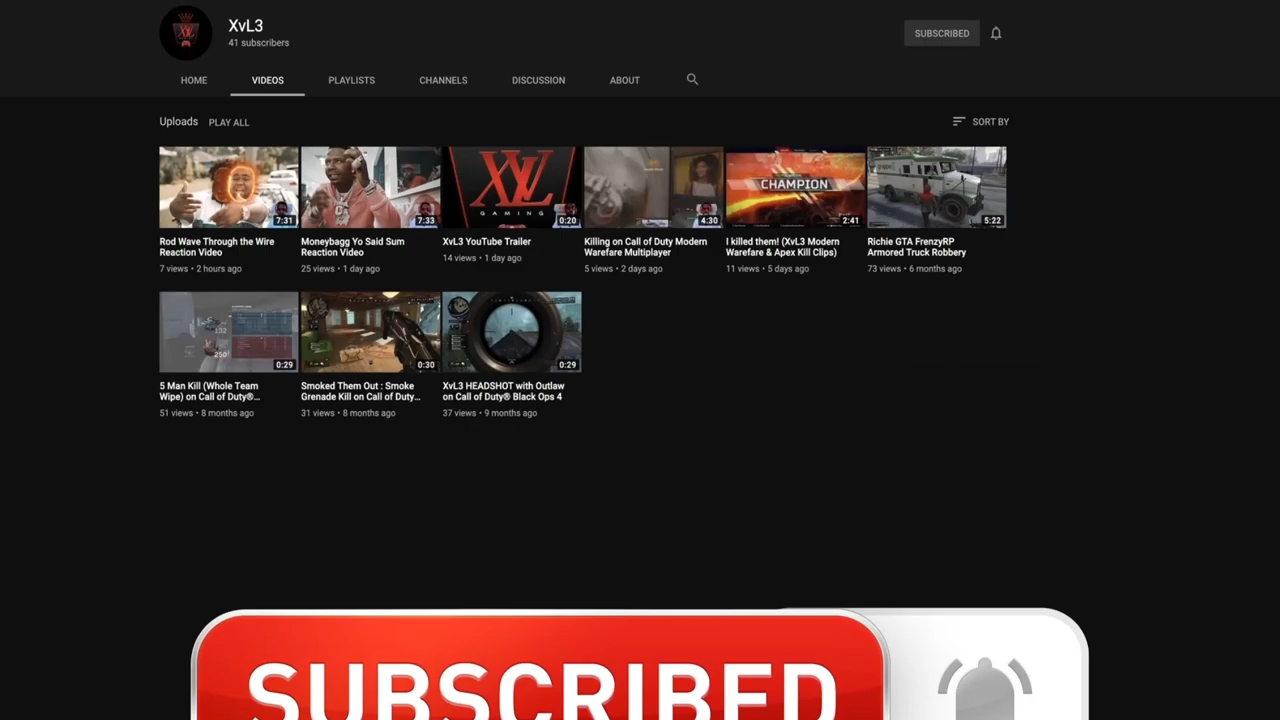 XvL3
41 subscribers
SUBSCRIBED
HOME VIDEOS PLAYLISTS CHANNELS DISCUSSION ABOUT
Uploads PLAY ALL SORT BY
XVL
GAMING
CHAMPION
7:31 7:33 0:20 4:30 2:41 5:22
Rod Wave Through the Wire
Reaction Video
7 views • 2 hours ago
Moneybagg Yo Said Sum
Reaction Video
25 views • 1 day ago
XvL3 YouTube Trailer
14 views • 1 day ago
Killing on Call of Duty Modern
Warefare Multiplayer
5 views • 2 days ago
I killed them! (XvL3 Modern
Warefare & Apex Kill Clips)
11 views • 5 days ago
Richie GTA FrenzyRP
Armored Truck Robbery
73 views • 6 months ago
132
250
0:29 0:30 0:29
5 Man Kill (Whole Team
Wipe) on Call of Duty®...
51 views • 8 months ago
Smoked Them Out : Smoke
Grenade Kill on Call of Duty...
31 views • 8 months ago
XvL3 HEADSHOT with Outlaw
on Call of Duty® Black Ops 4
37 views • 9 months ago
SUBSCRIBED